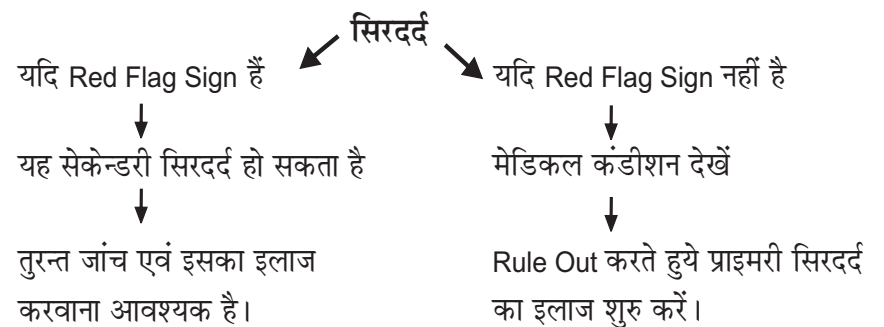 सिरदर्द
यदि Red Flag Sign हैं
यह सेकेन्डरी सिरदर्द हो सकता है
तुरन्त जांच एवं इसका इलाज
करवाना आवश्यक है।
यदि Red Flag Sign नहीं है
मेडिकल कंडीशन देखें
Rule Out करते हुये प्राइमरी सिरदर्द
का इलाज शुरु करें।